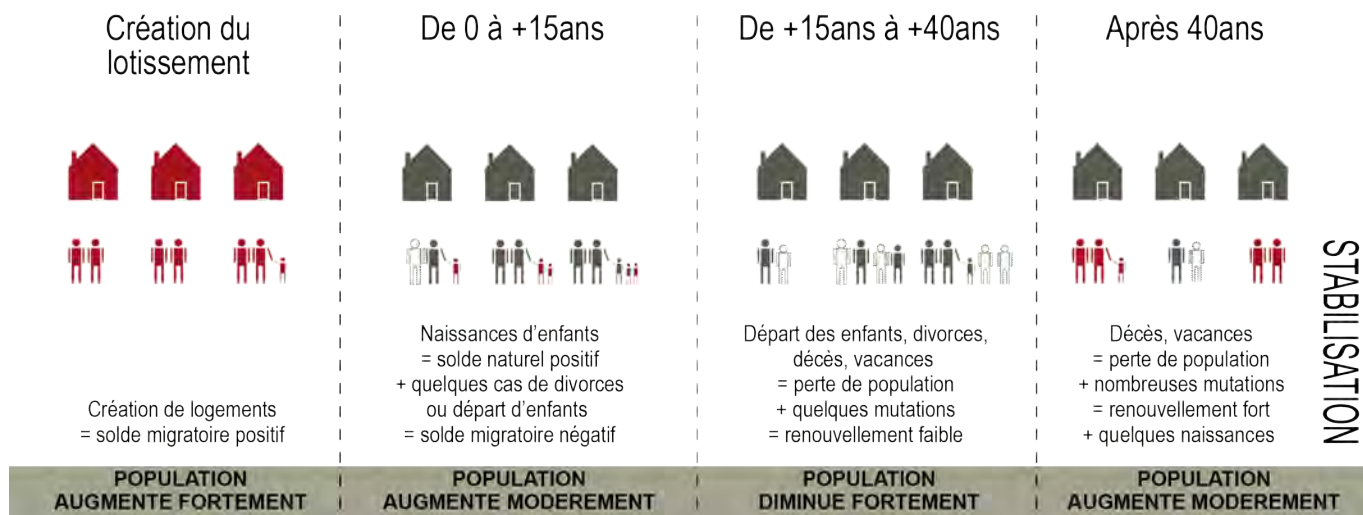 Création du
lotissement
De 0 à +15ans
De +15ans à +40ans
Après 40ans
Création de logements
= solde migratoire positif
Naissances d'enfants
= solde naturel positif
+ quelques cas de divorces
ou départ d'enfants
= solde migratoire négatif
Départ des enfants, divorces,
décès, vacances
= perte de population
+ quelques mutations
= renouvellement faible
Décès, vacances
= perte de population
+ nombreuses mutations
= renouvellement fort
+ quelques naissances
STABILISATION
POPULATION
AUGMENTE FORTEMENT
POPULATION
AUGMENTE MODEREMENT
POPULATION
DIMINUE FORTEMENT
POPULATION
AUGMENTE MODEREMENT